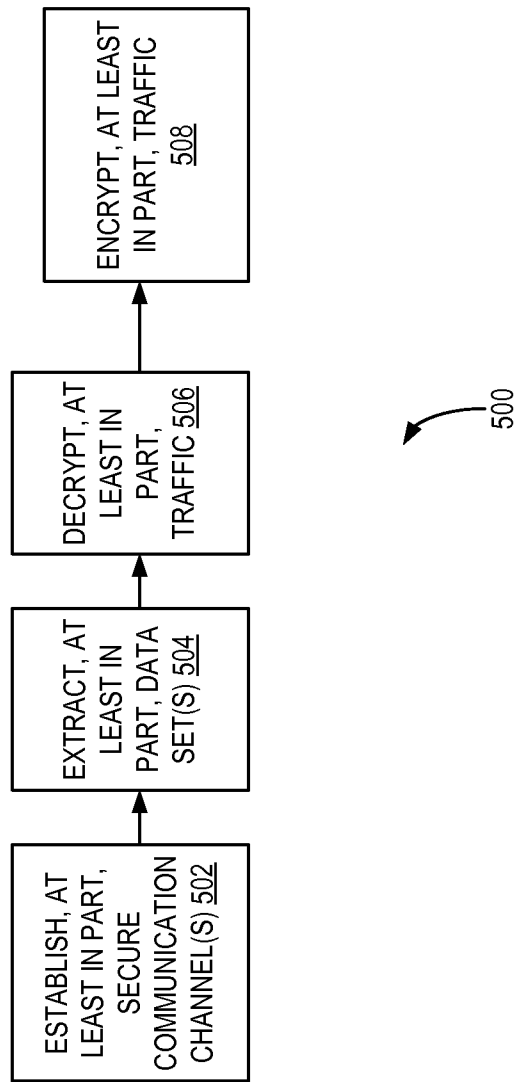 ESTABLISH, AT
LEAST IN PART,
SECURE
COMMUNICATION
CHANNEL(S) 502
EXTRACT, AT
LEAST IN
PART, DATA
SET(S) 504
DECRYPT, AT
LEAST IN
PART,
TRAFFIC 506
ENCRYPT, AT LEAST
IN PART, TRAFFIC
508
500